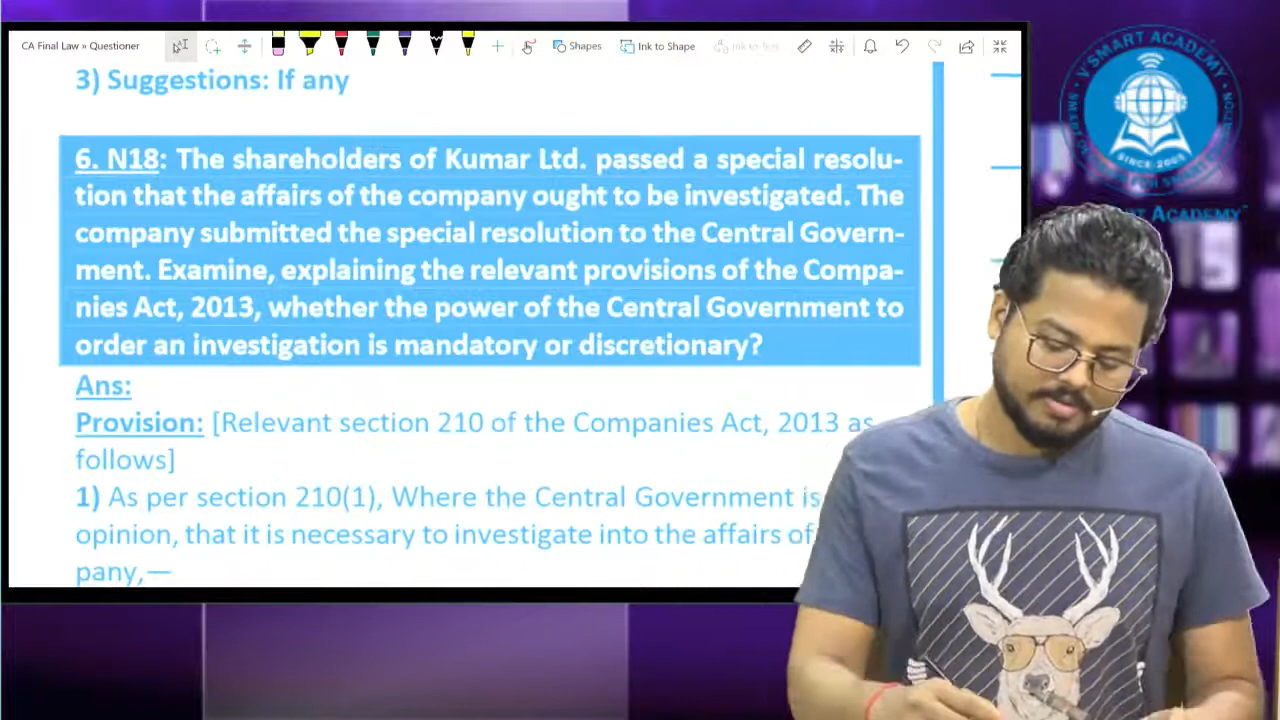 CA Final Law » Questioner
Shapes
Ink to Shape
3) Suggestions: If any
6. N18: The shareholders of Kumar Ltd. passed a special resolu-
tion that the affairs of the company ought to be investigated. The
company submitted the special resolution to the Central Govern-
ment. Examine, explaining the relevant provisions of the Compa-
nies Act, 2013, whether the power of the Central Government to
order an investigation is mandatory or discretionary?
Ans:
Provision: [Relevant section 210 of the Companies Act, 2013 as
follows]
1) As per section 210(1), Where the Central Government is
opinion, that it is necessary to investigate into the affairs of
pany,—
V'SMART ACADEMY
SINCE-2005